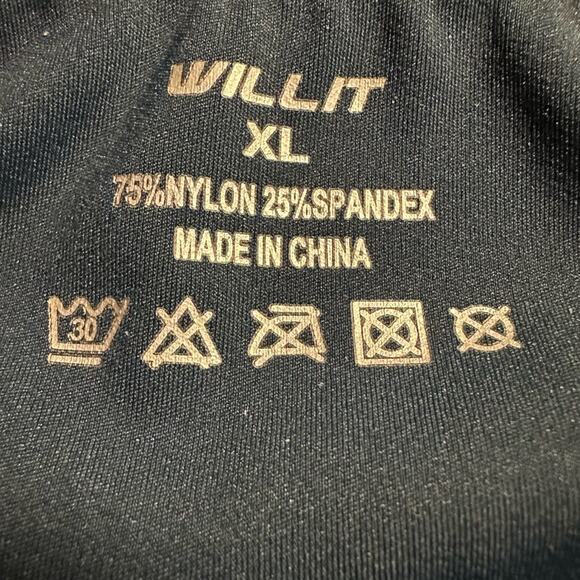 WILLIT
XL
75%NYLON 25%SPANDEX
MADE IN CHINA
30